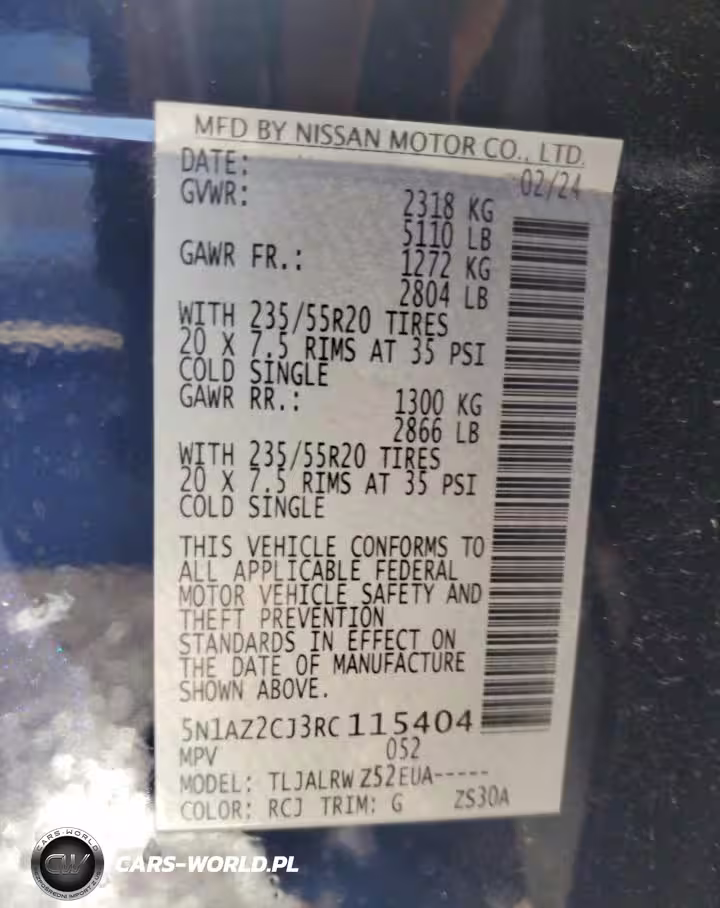 MFD BY NISSAN MOTOR CO., LTD.
DATE: 02/24
GVWR: 2318 KG
5110 LB
GAWR FR.: 1272 KG
2804 LB
WITH 235/55R20 TIRES
20 X 7.5 RIMS AT 35 PSI
COLD SINGLE
GAWR RR.: 1300 KG
2866 LB
WITH 235/55R20 TIRES
20 X 7.5 RIMS AT 35 PSI
COLD SINGLE
THIS VEHICLE CONFORMS TO
ALL APPLICABLE FEDERAL
MOTOR VEHICLE SAFETY AND
THEFT PREVENTION
STANDARDS IN EFFECT ON
THE DATE OF MANUFACTURE
SHOWN ABOVE.
5N1AZ2CJ3RC115404
MPV 052
MODEL: TLJALRWZ52EUA-----
COLOR: RCJ TRIM: G ZS30A
CARS-WORLD
CW
CARS-WORLD.PL